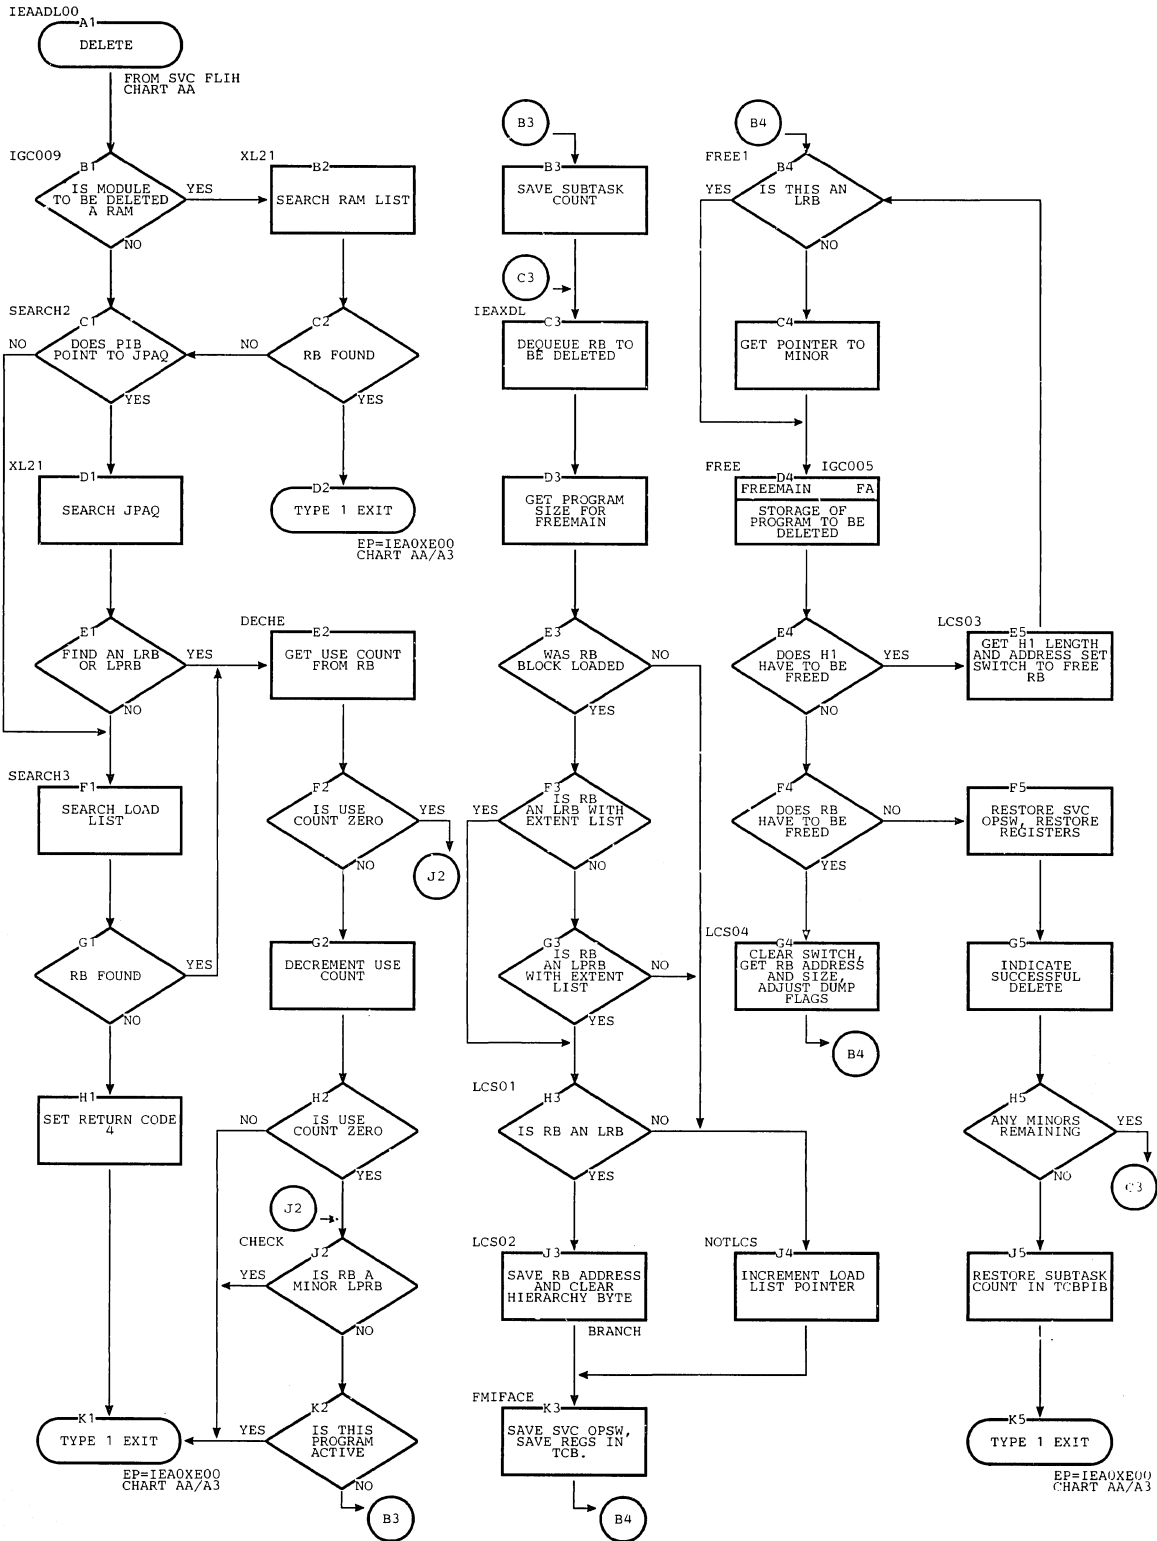 IEAADL00
A1
DELETE
FROM SVC FLIH
CHART AA
IGC009
B1
IS MODULE
TO BE DELETED
A RAM
YES
NO
XL21
B2
SEARCH RAM LIST
SEARCH2
C1
DOES PIB
POINT TO JPAQ
NO
YES
C2
RB FOUND
NO
YES
XL21
D1
SEARCH JPAQ
D2
TYPE 1 EXIT
EP=IEA0XE00
CHART AA/A3
E1
FIND AN LRB
OR LPRB
YES
NO
DECHE
E2
GET USE COUNT
FROM RB
SEARCH3
F1
SEARCH LOAD
LIST
F2
IS USE
COUNT ZERO
YES
NO
J2
G1
RB FOUND
YES
NO
G2
DECREMENT USE
COUNT
H1
SET RETURN CODE
4
H2
IS USE
COUNT ZERO
NO
YES
J2
CHECK
J2
IS RB A
MINOR LPRB
YES
NO
K1
TYPE 1 EXIT
EP=IEA0XE00
CHART AA/A3
K2
IS THIS
PROGRAM
ACTIVE
YES
NO
B3
B3
B3
SAVE SUBTASK
COUNT
C3
IEAXDL
C3
DEQUEUE RB TO
BE DELETED
D3
GET PROGRAM
SIZE FOR
FREEMAIN
E3
WAS RB
BLOCK LOADED
NO
YES
F3
IS RB
AN LRB WITH
EXTENT LIST
YES
NO
G3
IS RB
AN LPRB
WITH EXTENT
LIST
NO
YES
LCS01
H3
IS RB AN LRB
NO
YES
LCS02
J3
SAVE RB ADDRESS
AND CLEAR
HIERARCHY BYTE
BRANCH
NOTLCS
J4
INCREMENT LOAD
LIST POINTER
FMIFACE
K3
SAVE SVC OPSW,
SAVE REGS IN
TCB.
B4
B4
FREE1
B4
IS THIS AN
LRB
YES
NO
C4
GET POINTER TO
MINOR
FREE
IGC005
D4
FREEMAIN FA
STORAGE OF
PROGRAM TO BE
DELETED
E4
DOES H1
HAVE TO BE
FREED
YES
NO
LCS03
E5
GET H1 LENGTH
AND ADDRESS SET
SWITCH TO FREE
RB
F4
DOES RB
HAVE TO BE
FREED
NO
YES
F5
RESTORE SVC
OPSW, RESTORE
REGISTERS
LCS04
G4
CLEAR SWITCH,
GET RB ADDRESS
AND SIZE,
ADJUST DUMP
FLAGS
B4
G5
INDICATE
SUCCESSFUL
DELETE
H5
ANY MINORS
REMAINING
YES
NO
C3
J5
RESTORE SUBTASK
COUNT IN TCBPIB
K5
TYPE 1 EXIT
EP=IEA0XE00
CHART AA/A3